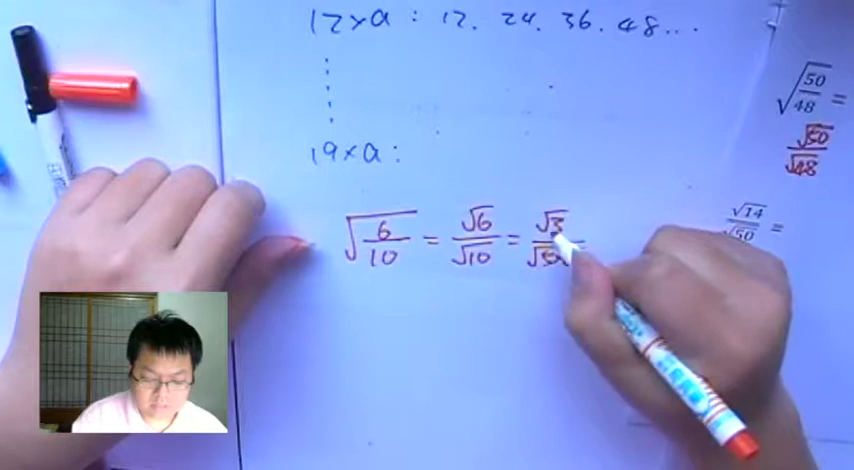 12×a : 12. 24. 36. 48...
19×a :
√(6/10) = √6/√10 = √3/√5
√(50/48) =
√50/√48
√14/√50 =